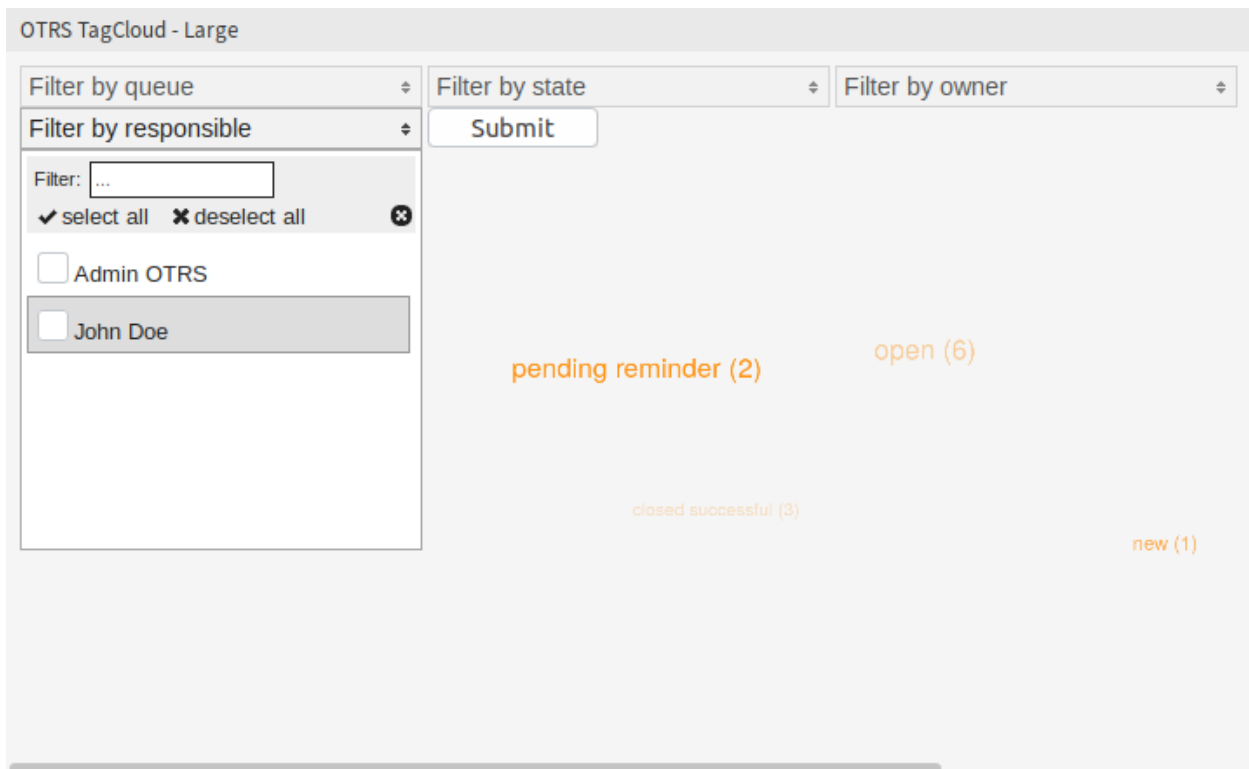 OTRS TagCloud - Large
Filter by queue Filter by state Filter by owner
Filter by responsible Submit
Filter: ...
select all deselect all
Admin OTRS
John Doe
open (6)
pending reminder (2)
closed successful (3)
new (1)